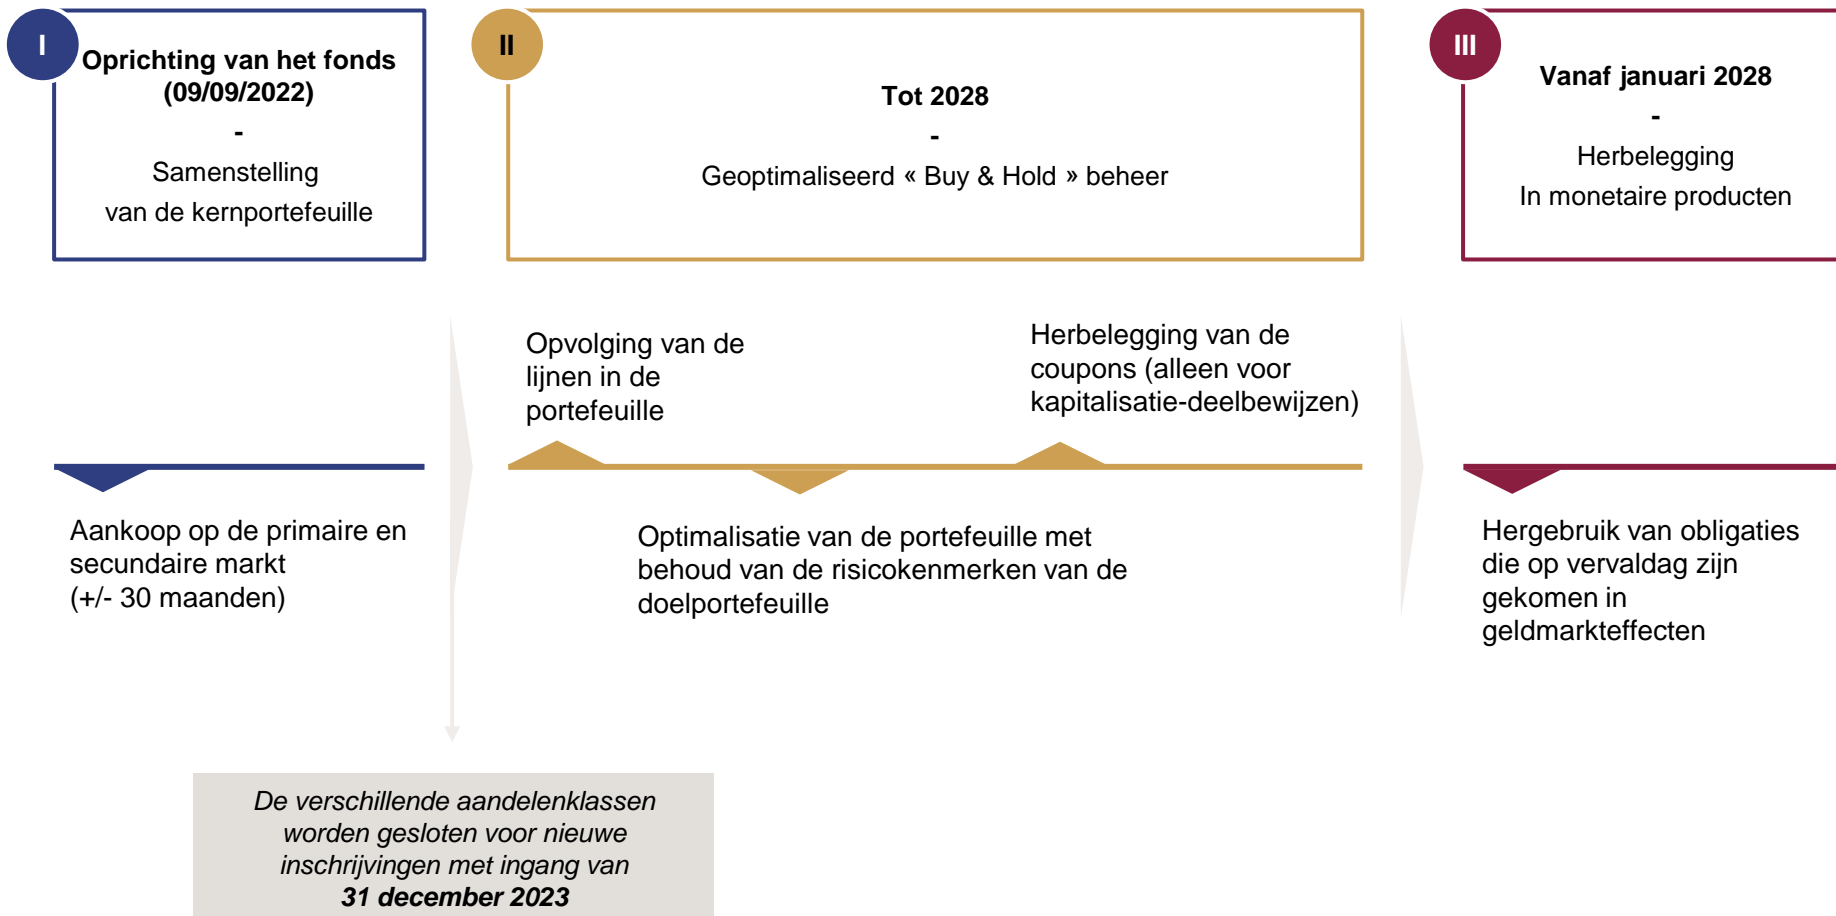 I
Oprichting van het fonds
(09/09/2022)
-
Samenstelling
van de kernportefeuille
II
Tot 2028
-
Geoptimaliseerd « Buy & Hold » beheer
III
Vanaf januari 2028
-
Herbelegging
In monetaire producten
Opvolging van de
lijnen in de
portefeuille
Herbelegging van de
coupons (alleen voor
kapitalisatie-deelbewijzen)
Aankoop op de primaire en
secundaire markt
(+/- 30 maanden)
Optimalisatie van de portefeuille met
behoud van de risicokenmerken van de
doelportefeuille
Hergebruik van obligaties
die op vervaldag zijn
gekomen in
geldmarkteffecten
De verschillende aandelenklassen
worden gesloten voor nieuwe
inschrijvingen met ingang van
31 december 2023